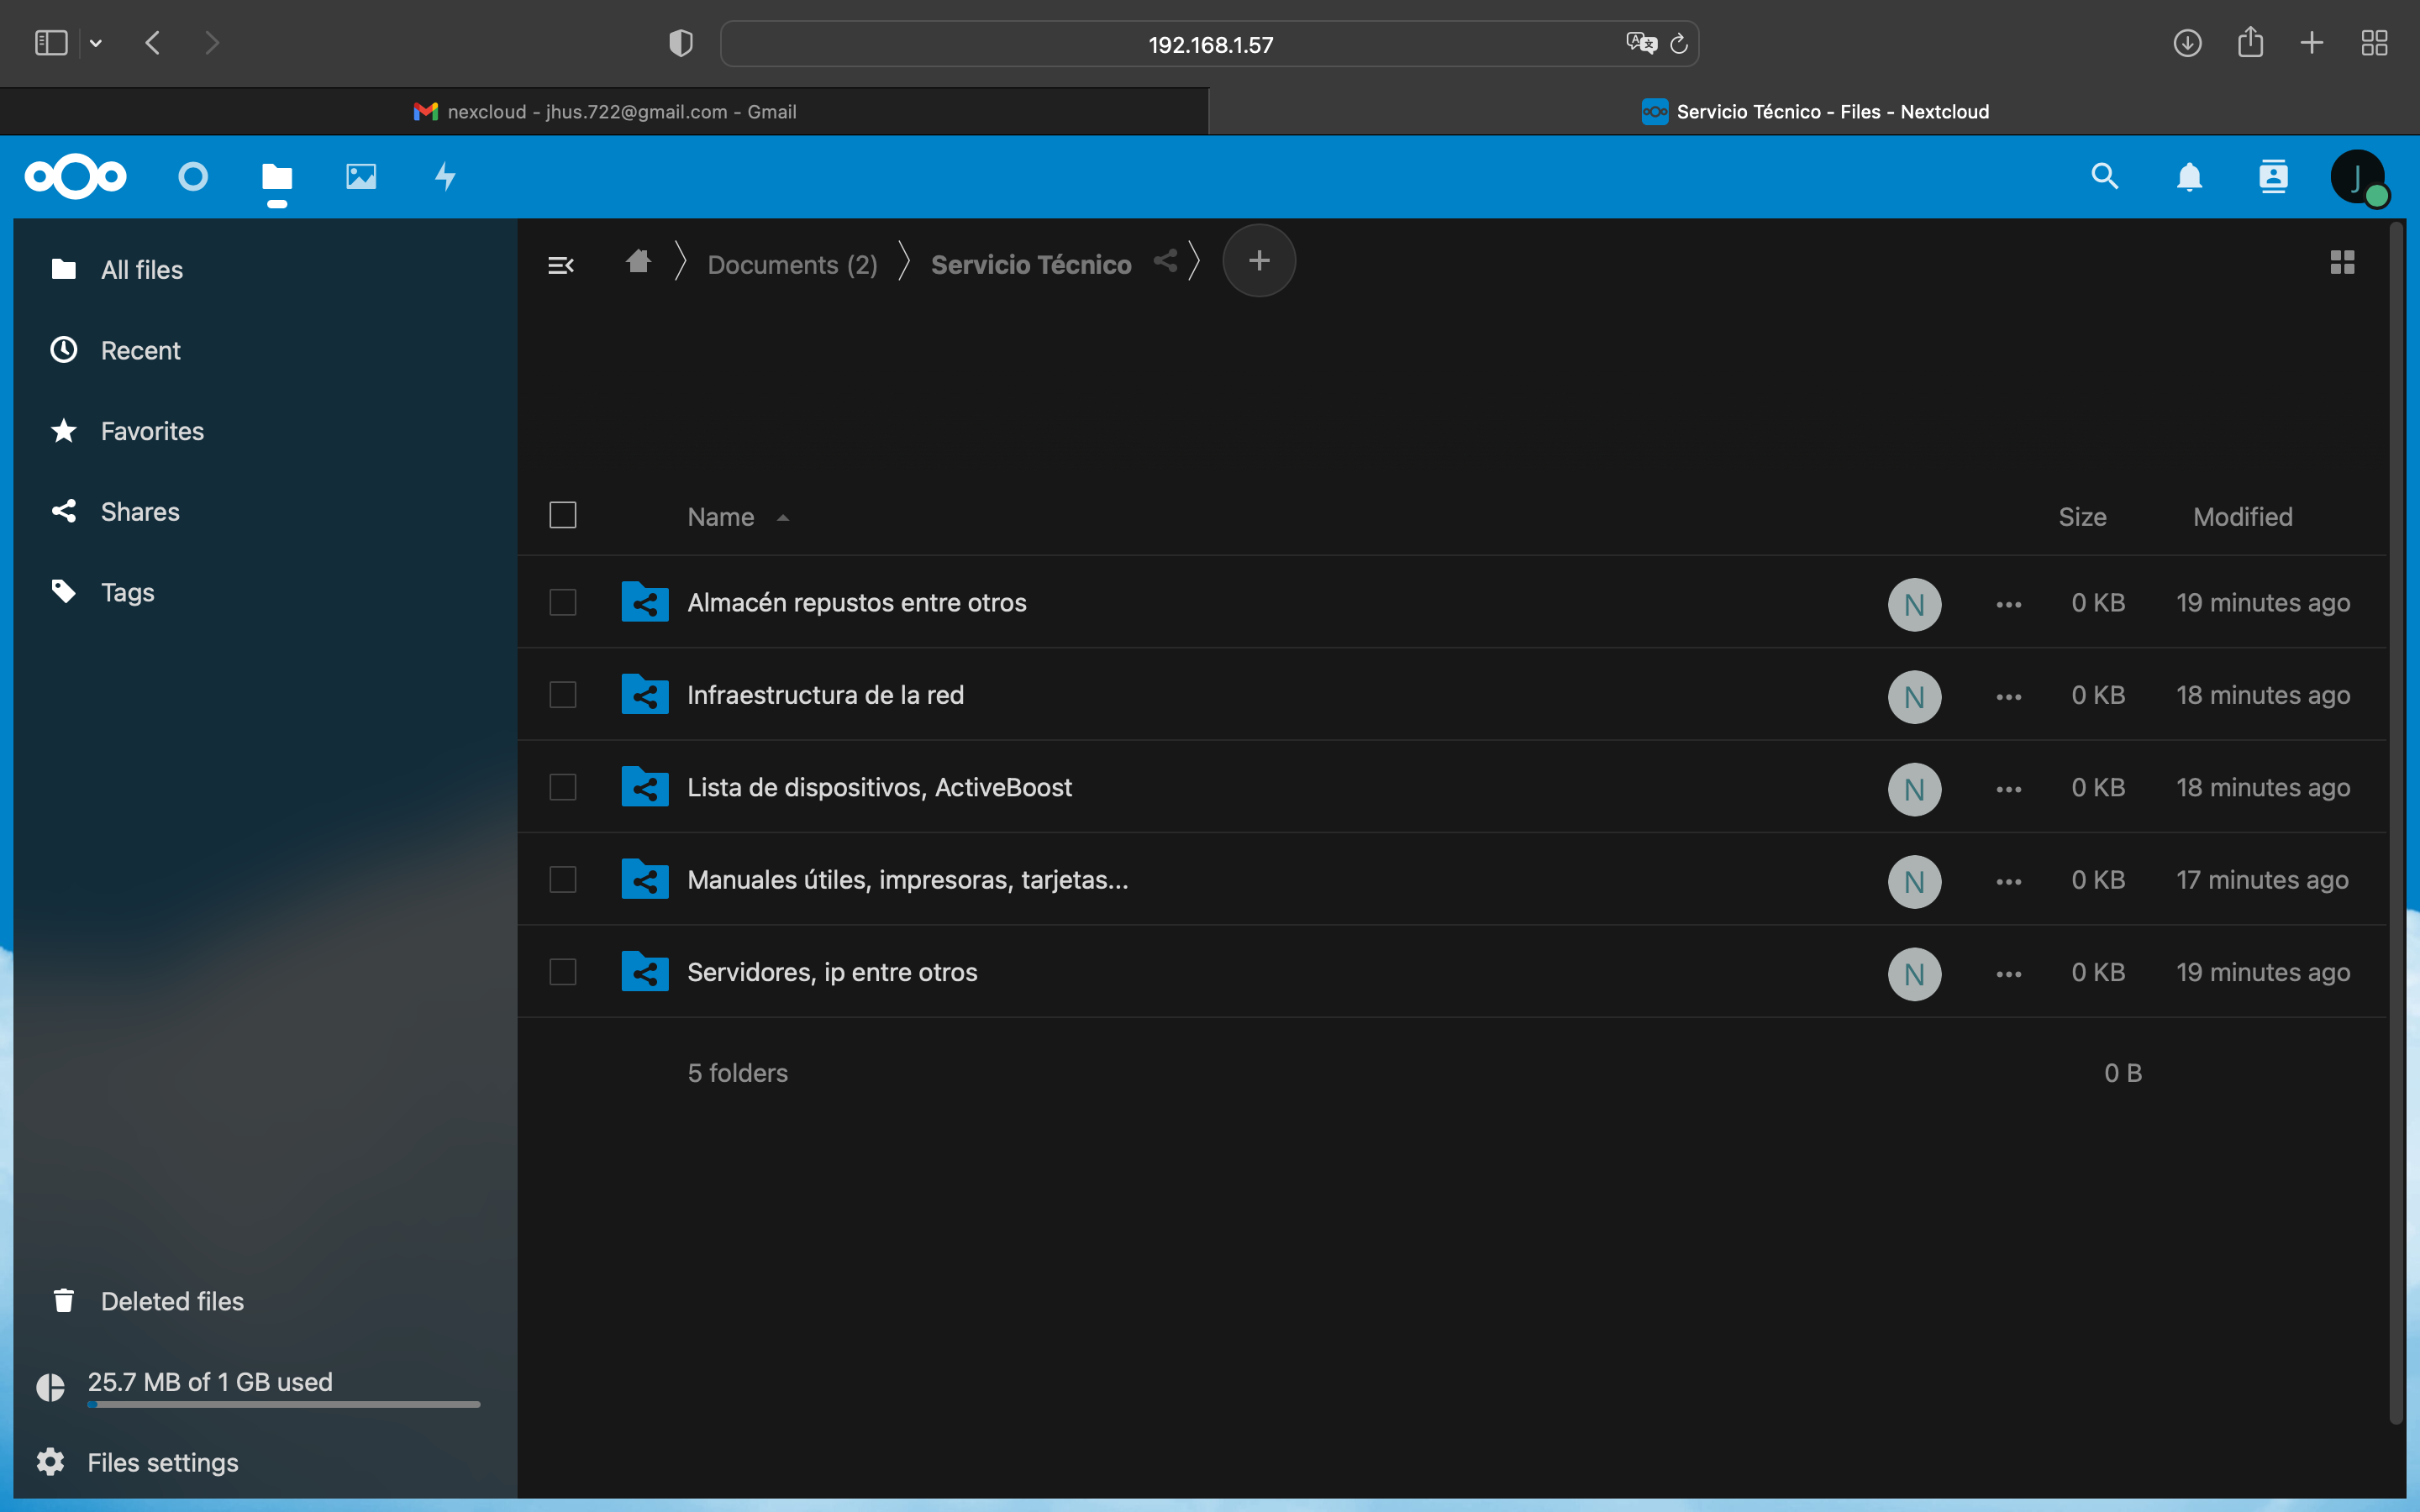 192.168.1.57
nexcloud - jhus.722@gmail.com - Gmail
Servicio Técnico - Files - Nextcloud
J
All files
Recent
Favorites
Shares
Tags
Documents (2)
Servicio Técnico
Name
Size
Modified
Almacén repustos entre otros
N
0 KB
19 minutes ago
Infraestructura de la red
N
0 KB
18 minutes ago
Lista de dispositivos, ActiveBoost
N
0 KB
18 minutes ago
Manuales útiles, impresoras, tarjetas...
N
0 KB
17 minutes ago
Servidores, ip entre otros
N
0 KB
19 minutes ago
5 folders
0 B
Deleted files
25.7 MB of 1 GB used
Files settings